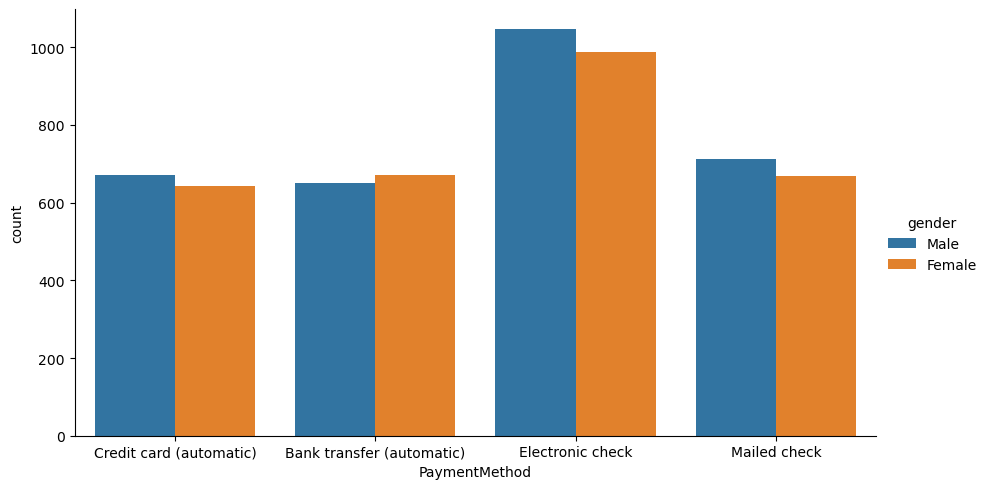 1000
800
600
400
200
0
count
Credit card (automatic)
Bank transfer (automatic)
Electronic check
Mailed check
PaymentMethod
gender
Male
Female